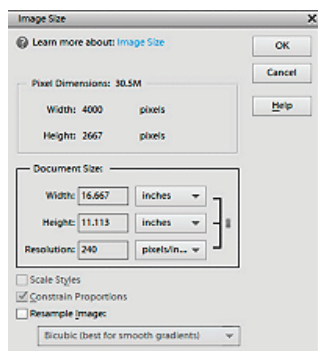 Image Size
Learn more about: Image Size
OK
Cancel
Help
Pixel Dimensions: 30.5M
Width: 4000 pixels
Height: 2667 pixels
Document Size:
Width: 16.667 inches
Height: 11.113 inches
Resolution: 240 pixels/in...
Scale Styles
Constrain Proportions
Resample Image:
Bicubic (best for smooth gradients)